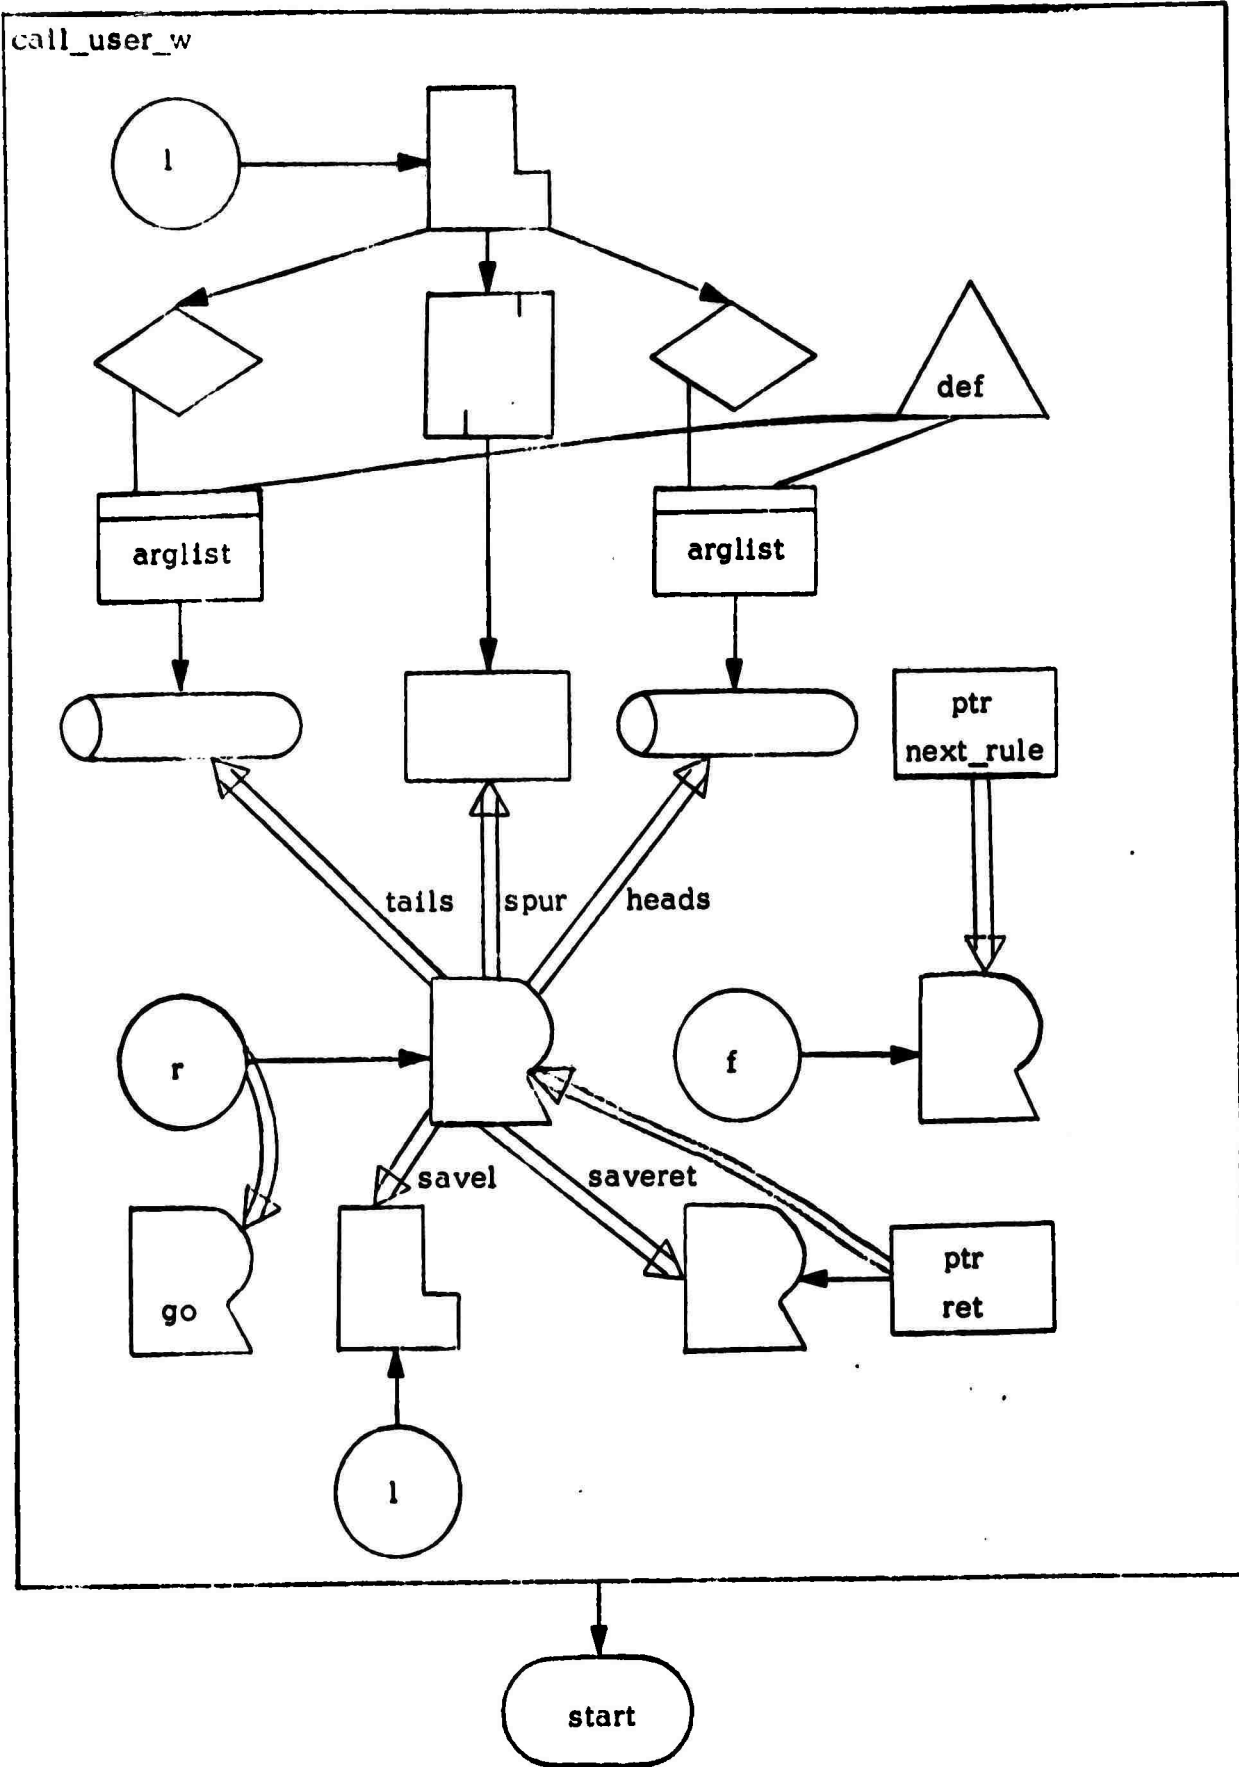 call_user_w
l
def
arglist
arglist
ptr
next_rule
tails
spur
heads
r
f
savel
saveret
go
ptr
ret
l
start